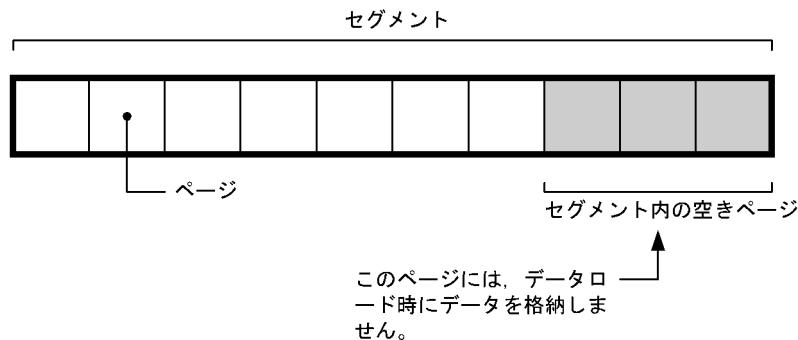 セグメント
ページ
セグメント内の空きページ
このページには，データロ
ード時にデータを格納しま
せん。